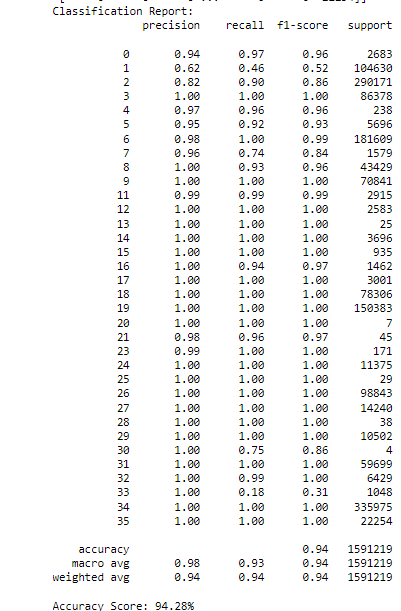 Classification Report:
precision recall f1-score support
0 0.94 0.97 0.96 2683
1 0.62 0.46 0.52 104630
2 0.82 0.90 0.86 290171
3 1.00 1.00 1.00 86378
4 0.97 0.96 0.96 238
5 0.95 0.92 0.93 5696
6 0.98 1.00 0.99 181609
7 0.96 0.74 0.84 1579
8 1.00 0.93 0.96 43429
9 1.00 1.00 1.00 70841
11 0.99 0.99 0.99 2915
12 1.00 1.00 1.00 2583
13 1.00 1.00 1.00 25
14 1.00 1.00 1.00 3696
15 1.00 1.00 1.00 935
16 1.00 0.94 0.97 1462
17 1.00 1.00 1.00 3001
18 1.00 1.00 1.00 78306
19 1.00 1.00 1.00 150383
20 1.00 1.00 1.00 7
21 0.98 0.96 0.97 45
23 0.99 1.00 1.00 171
24 1.00 1.00 1.00 11375
25 1.00 1.00 1.00 29
26 1.00 1.00 1.00 98843
27 1.00 1.00 1.00 14240
28 1.00 1.00 1.00 38
29 1.00 1.00 1.00 10502
30 1.00 0.75 0.86 4
31 1.00 1.00 1.00 59699
32 1.00 0.99 1.00 6429
33 1.00 0.18 0.31 1048
34 1.00 1.00 1.00 335975
35 1.00 1.00 1.00 22254
accuracy 0.94 1591219
macro avg 0.98 0.93 0.94 1591219
weighted avg 0.94 0.94 0.94 1591219
Accuracy Score: 94.28%